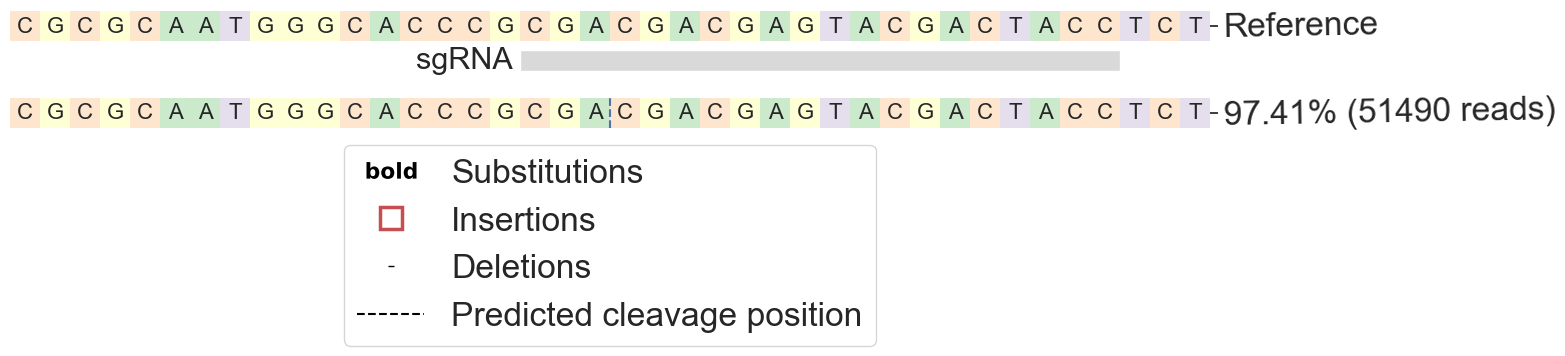 C G C G C A A T G G G C A C C C G C G A C G A C G A G T A C G A C T A C C T C T Reference
sgRNA
C G C G C A A T G G G C A C C C G C G A C G A C G A G T A C G A C T A C C T C T 97.41% (51490 reads)
bold Substitutions
Insertions
- Deletions
Predicted cleavage position